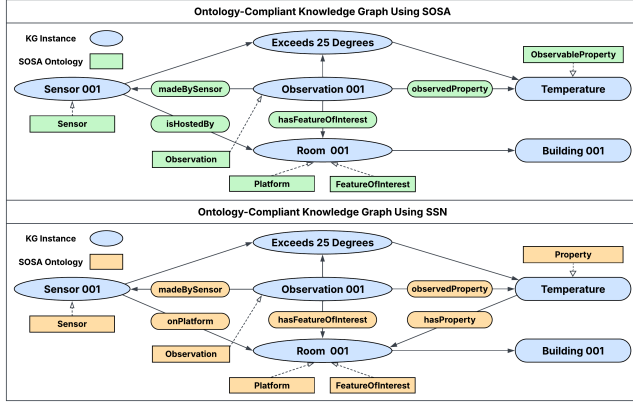 Ontology-Compliant Knowledge Graph Using SOSA
KG Instance
Exceeds 25 Degrees
SOSA Ontology
ObservableProperty
Sensor 001
madeBySensor
Observation 001
observedProperty
Temperature
Sensor
isHostedBy
hasFeatureOfInterest
Observation
Room 001
Building 001
Platform
FeatureOfInterest
Ontology-Compliant Knowledge Graph Using SSN
KG Instance
Exceeds 25 Degrees
SOSA Ontology
Property
Sensor 001
madeBySensor
Observation 001
observedProperty
Temperature
Sensor
onPlatform
hasFeatureOfInterest
hasProperty
Observation
Room 001
Building 001
Platform
FeatureOfInterest